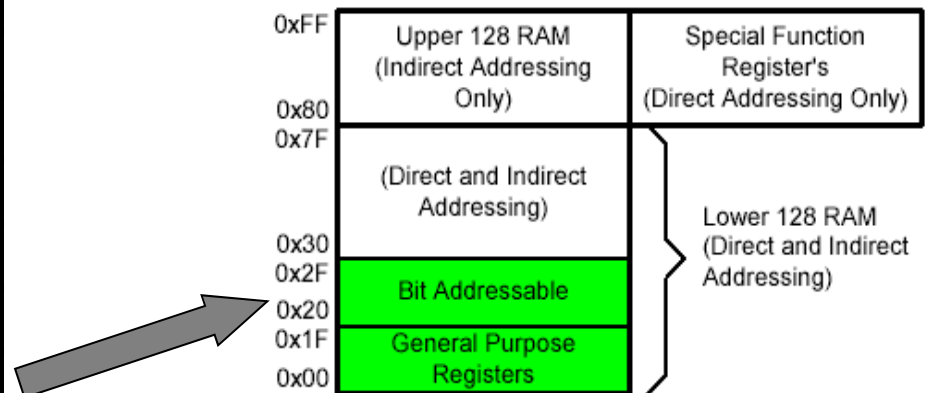 0xFF
Upper 128 RAM
(Indirect Addressing
Only)
Special Function
Register's
(Direct Addressing Only)
0x80
0x7F
(Direct and Indirect
Addressing)
Lower 128 RAM
(Direct and Indirect
Addressing)
0x30
0x2F
Bit Addressable
0x20
0x1F
General Purpose
Registers
0x00